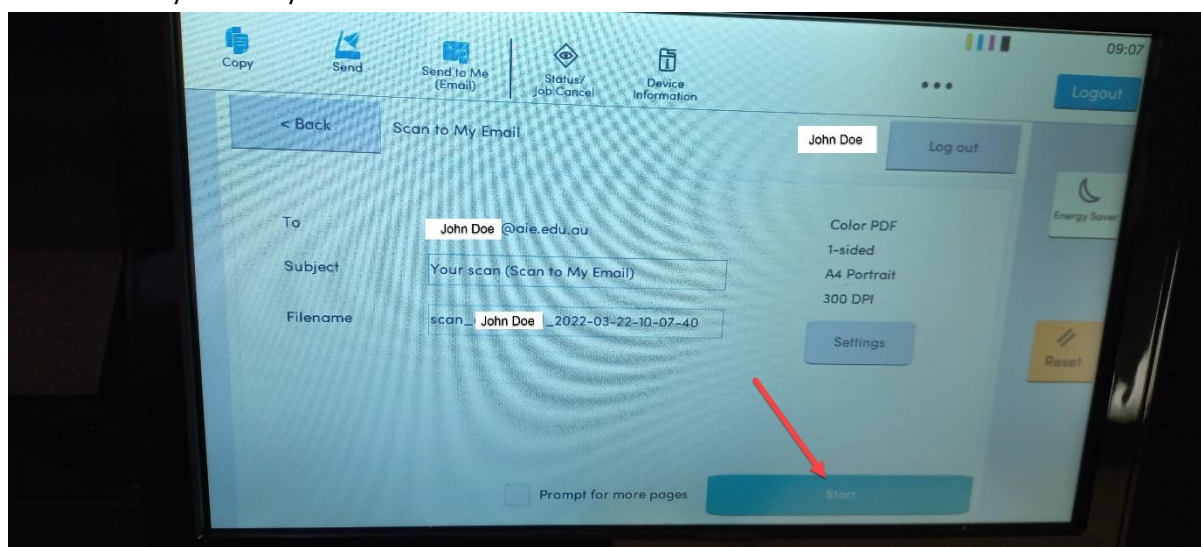 09:07
Copy
Send
Send to Me
(Email)
Status/
Job Cancel
Device
Information
Logout
< Back
Scan to My Email
John Doe
Log out
Energy Saver
To
John Doe @aie.edu.au
Color PDF
1-sided
Subject
Your scan (Scan to My Email)
A4 Portrait
300 DPI
Filename
scan_ John Doe _2022-03-22-10-07-40
Settings
Reset
Prompt for more pages
Start